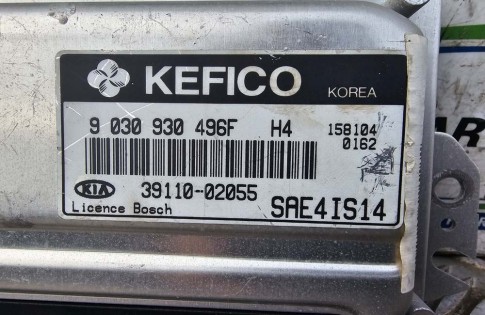 KEFICO KOREA
9 030 930 496F H4 158104
0162
KIA 39110-02055
Licence Bosch SAE4IS14